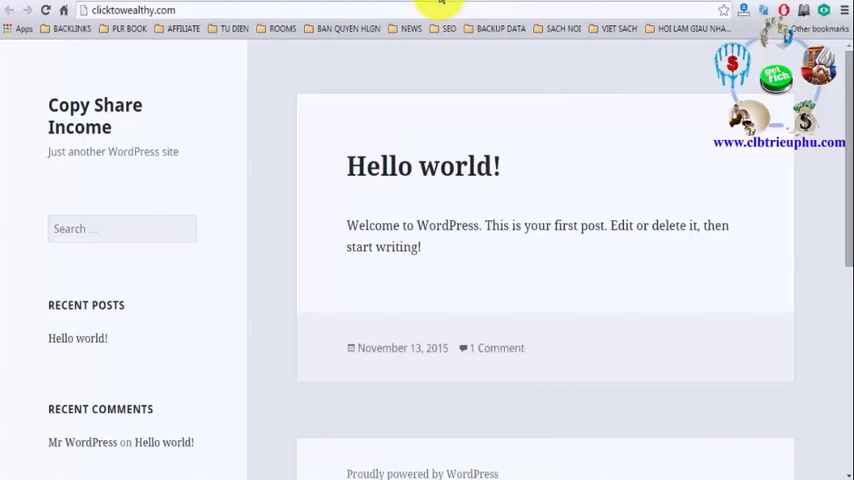 clicktowealthy.com
Apps BACKLINKS PLR BOOK AFFILIATE TU DIEN ROOMS BAN QUYEN HLGN NEWS SEO BACKUP DATA SACH NOI VIET SACH HOI LAM GIAU NHA... Other bookmarks
$
get rich
$
www.clbtrieuphu.com
Copy Share
Income
Just another WordPress site
Search ...
RECENT POSTS
Hello world!
RECENT COMMENTS
Mr WordPress on Hello world!
Hello world!
Welcome to WordPress. This is your first post. Edit or delete it, then
start writing!
November 13, 2015 1 Comment
Proudly powered by WordPress